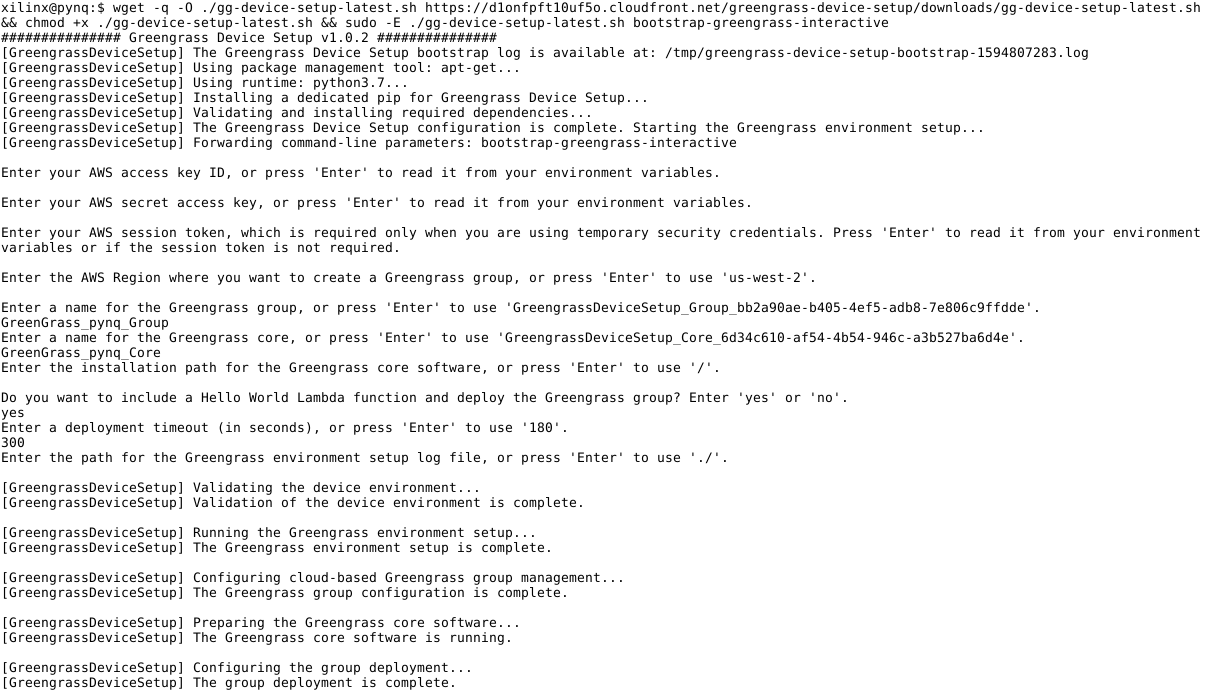 xilinx@pynq:$ wget -q -O ./gg-device-setup-latest.sh https://d1onfpft10uf5o.cloudfront.net/greengrass-device-setup/downloads/gg-device-setup-latest.sh
&& chmod +x ./gg-device-setup-latest.sh && sudo -E ./gg-device-setup-latest.sh bootstrap-greengrass-interactive
############### Greengrass Device Setup v1.0.2 ###############
[GreengrassDeviceSetup] The Greengrass Device Setup bootstrap log is available at: /tmp/greengrass-device-setup-bootstrap-1594807283.log
[GreengrassDeviceSetup] Using package management tool: apt-get...
[GreengrassDeviceSetup] Using runtime: python3.7...
[GreengrassDeviceSetup] Installing a dedicated pip for Greengrass Device Setup...
[GreengrassDeviceSetup] Validating and installing required dependencies...
[GreengrassDeviceSetup] The Greengrass Device Setup configuration is complete. Starting the Greengrass environment setup...
[GreengrassDeviceSetup] Forwarding command-line parameters: bootstrap-greengrass-interactive
Enter your AWS access key ID, or press 'Enter' to read it from your environment variables.
Enter your AWS secret access key, or press 'Enter' to read it from your environment variables.
Enter your AWS session token, which is required only when you are using temporary security credentials. Press 'Enter' to read it from your environment
variables or if the session token is not required.
Enter the AWS Region where you want to create a Greengrass group, or press 'Enter' to use 'us-west-2'.
Enter a name for the Greengrass group, or press 'Enter' to use 'GreengrassDeviceSetup_Group_bb2a90ae-b405-4ef5-adb8-7e806c9ffdde'.
GreenGrass_pynq_Group
Enter a name for the Greengrass core, or press 'Enter' to use 'GreengrassDeviceSetup_Core_6d34c610-af54-4b54-946c-a3b527ba6d4e'.
GreenGrass_pynq_Core
Enter the installation path for the Greengrass core software, or press 'Enter' to use '/'.
Do you want to include a Hello World Lambda function and deploy the Greengrass group? Enter 'yes' or 'no'.
yes
Enter a deployment timeout (in seconds), or press 'Enter' to use '180'.
300
Enter the path for the Greengrass environment setup log file, or press 'Enter' to use './'.
[GreengrassDeviceSetup] Validating the device environment...
[GreengrassDeviceSetup] Validation of the device environment is complete.
[GreengrassDeviceSetup] Running the Greengrass environment setup...
[GreengrassDeviceSetup] The Greengrass environment setup is complete.
[GreengrassDeviceSetup] Configuring cloud-based Greengrass group management...
[GreengrassDeviceSetup] The Greengrass group configuration is complete.
[GreengrassDeviceSetup] Preparing the Greengrass core software...
[GreengrassDeviceSetup] The Greengrass core software is running.
[GreengrassDeviceSetup] Configuring the group deployment...
[GreengrassDeviceSetup] The group deployment is complete.